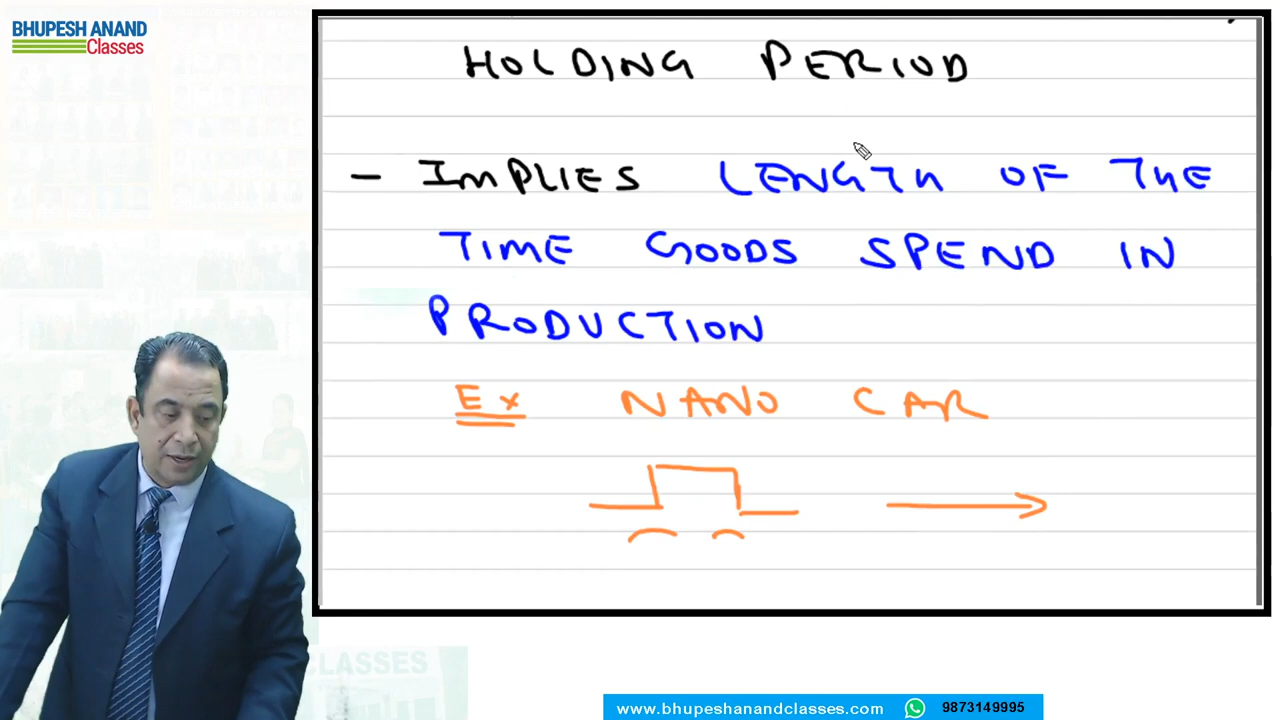 BHUPESH ANAND
Classes
HOLDING PERIOD
- IMPLIES LENGTH OF THE
TIME GOODS SPEND IN
PRODUCTION
Ex NANO CAR
CLASSES
www.bhupeshanandclasses.com 9873149995